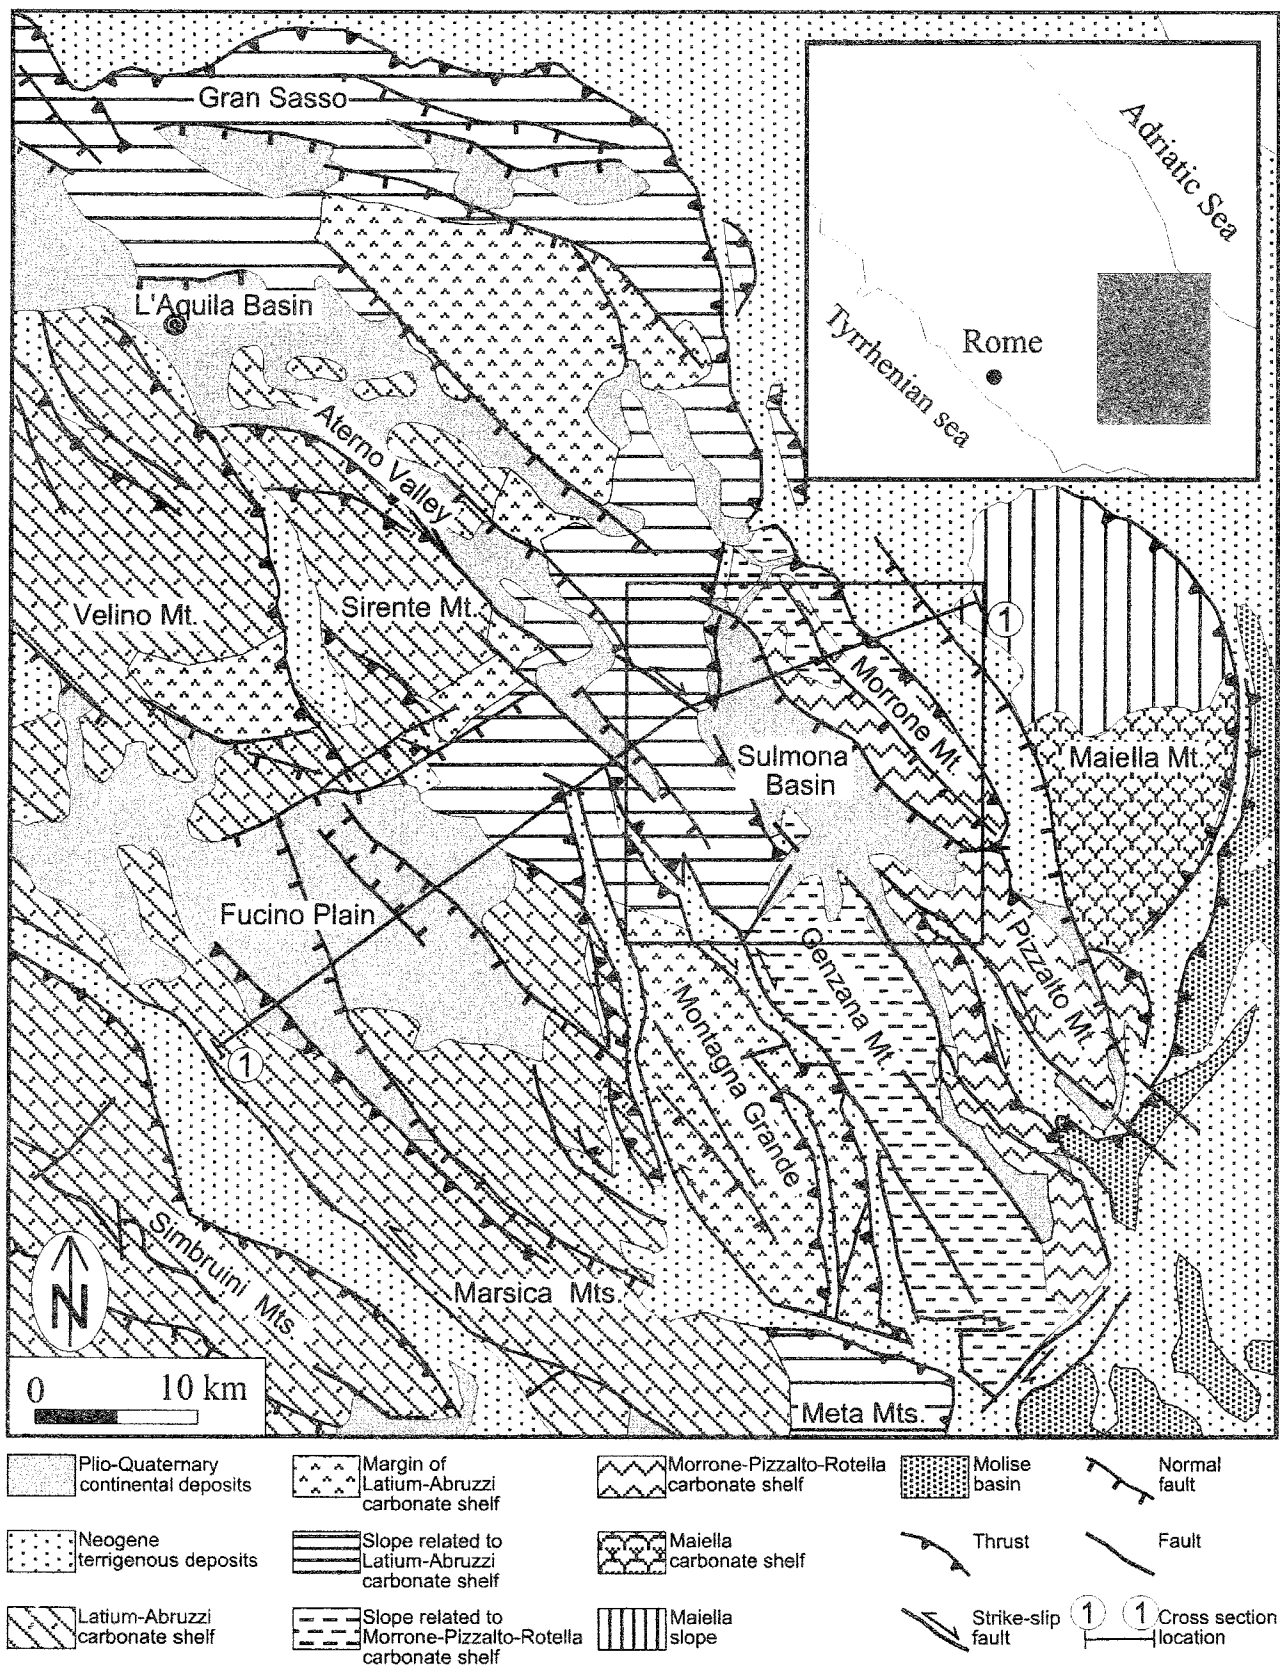 Gran Sasso
Adriatic Sea
L'Aquila Basin
Tyrrhenian sea
Rome
Aterno Valley
Velino Mt.
Sirente Mt.
1
Morrone Mt.
Sulmona
Basin
Maiella Mt.
Fucino Plain
Genzana Mt.
Pizzalto Mt.
Montagna Grande
1
Simbruini Mts
Marsica Mts.
N
0 10 km
Meta Mts.
Plio-Quaternary
continental deposits
Margin of
Latium-Abruzzi
carbonate shelf
Morrone-Pizzalto-Rotella
carbonate shelf
Molise
basin
Normal
fault
Neogene
terrigenous deposits
Slope related to
Latium-Abruzzi
carbonate shelf
Maiella
carbonate shelf
Thrust
Fault
Latium-Abruzzi
carbonate shelf
Slope related to
Morrone-Pizzalto-Rotella
carbonate shelf
Maiella
slope
Strike-slip
fault
1 1
Cross section
location